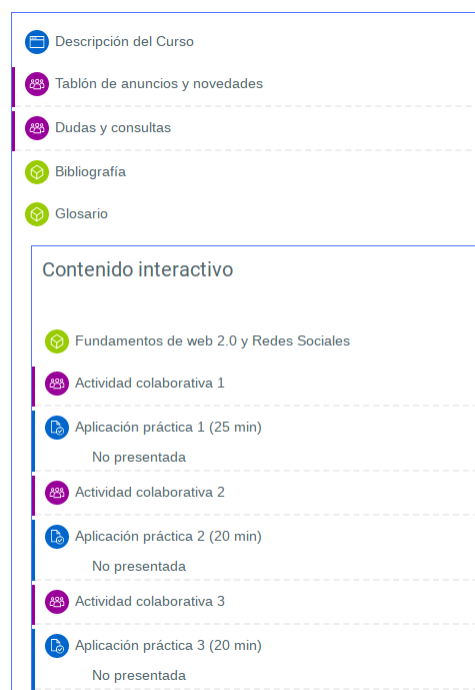 Descripción del Curso
Tablón de anuncios y novedades
Dudas y consultas
Bibliografía
Glosario
Contenido interactivo
Fundamentos de web 2.0 y Redes Sociales
Actividad colaborativa 1
Aplicación práctica 1 (25 min)
No presentada
Actividad colaborativa 2
Aplicación práctica 2 (20 min)
No presentada
Actividad colaborativa 3
Aplicación práctica 3 (20 min)
No presentada